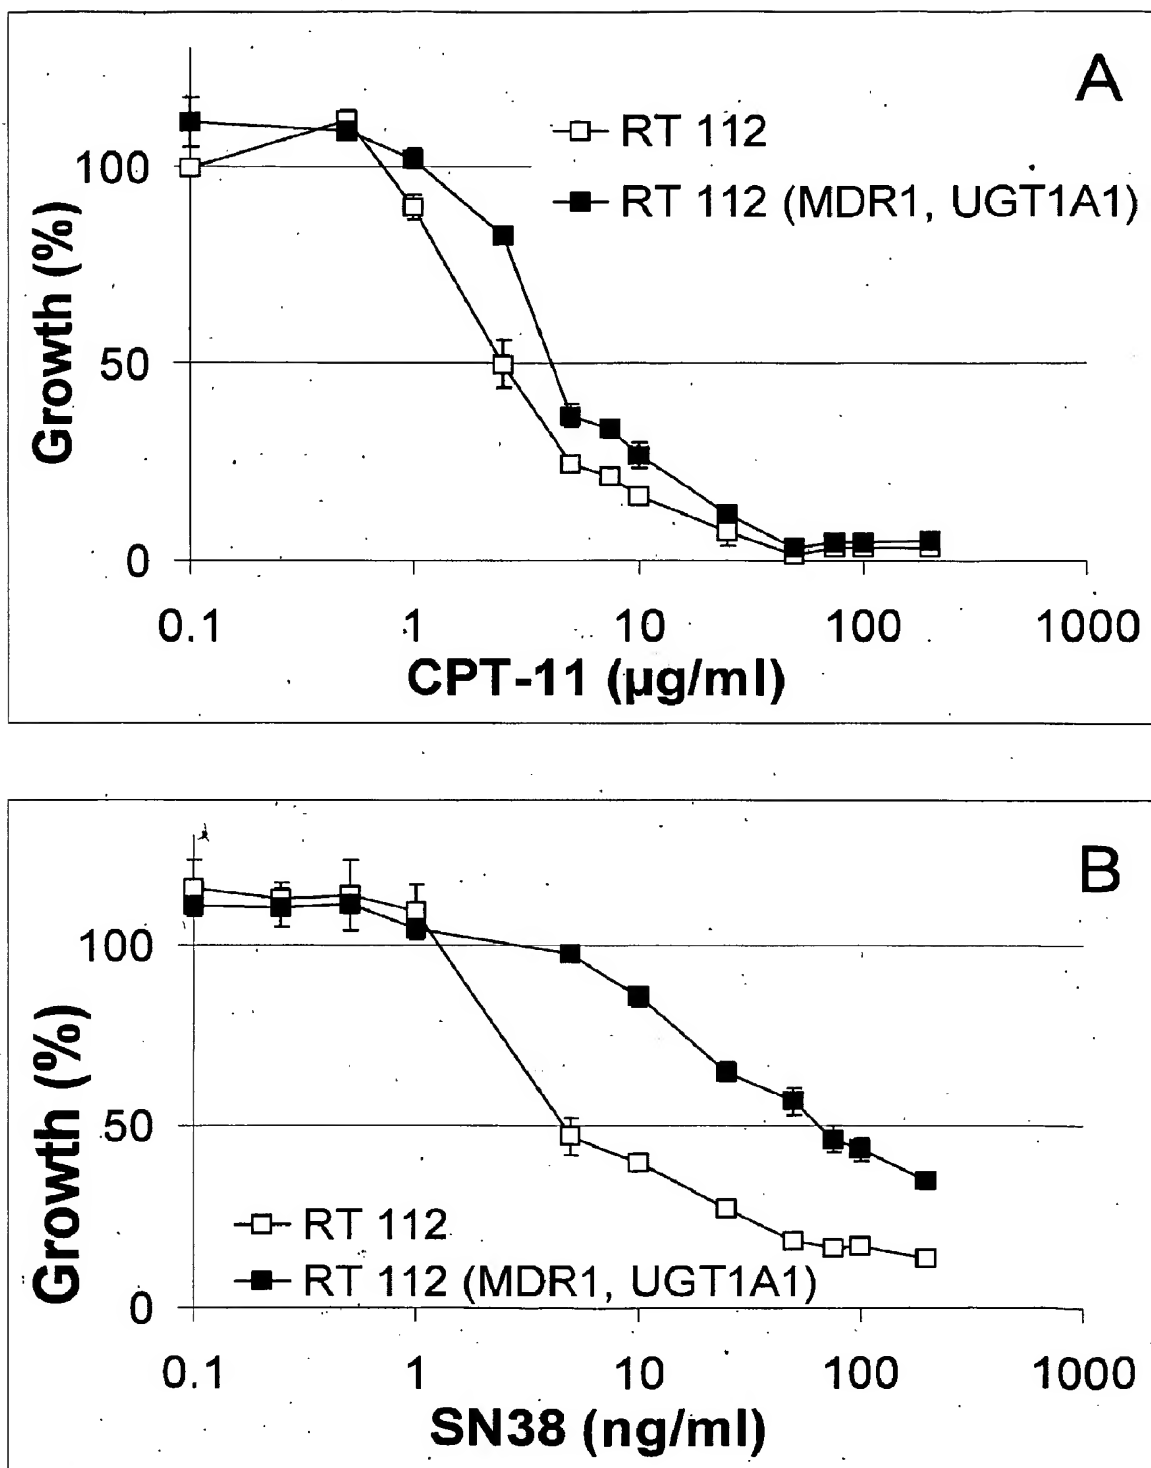 A
RT 112
RT 112 (MDR1, UGT1A1)
Growth (%)
100
50
0
0.1 1 10 100 1000
CPT-11 (µg/ml)
B
Growth (%)
100
50
0
RT 112
RT 112 (MDR1, UGT1A1)
0.1 1 10 100 1000
SN38 (ng/ml)